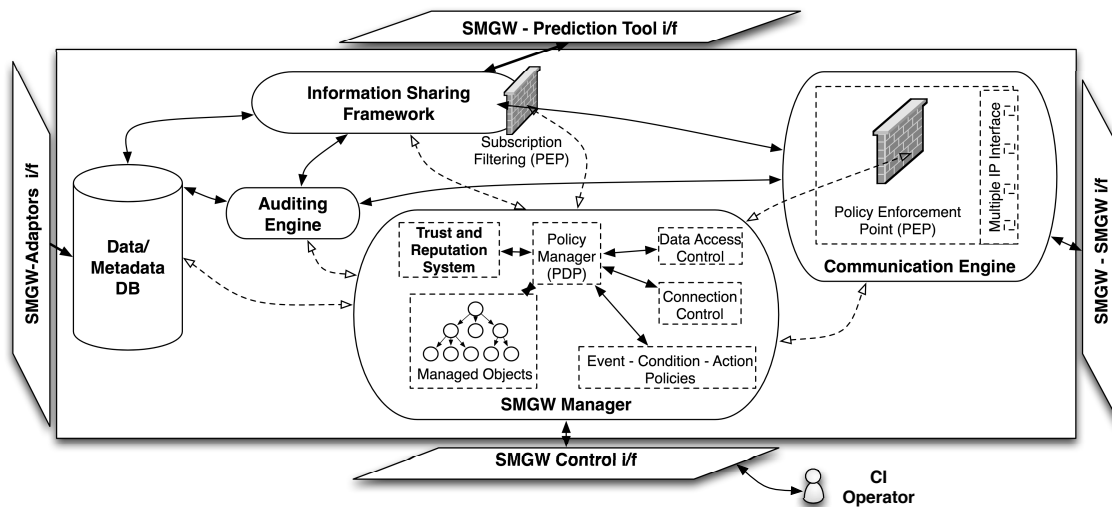 SMGW - Prediction Tool i/f
Information Sharing
Framework
Subscription
Filtering (PEP)
SMGW-Adaptors i/f
Data/
Metadata
DB
Auditing
Engine
Trust and
Reputation
System
Policy
Manager
(PDP)
Data Access
Control
Connection
Control
Managed Objects
Event - Condition - Action
Policies
SMGW Manager
Policy Enforcement
Point (PEP)
Multiple IP Interface
Communication Engine
SMGW - SMGW i/f
SMGW Control i/f
CI
Operator